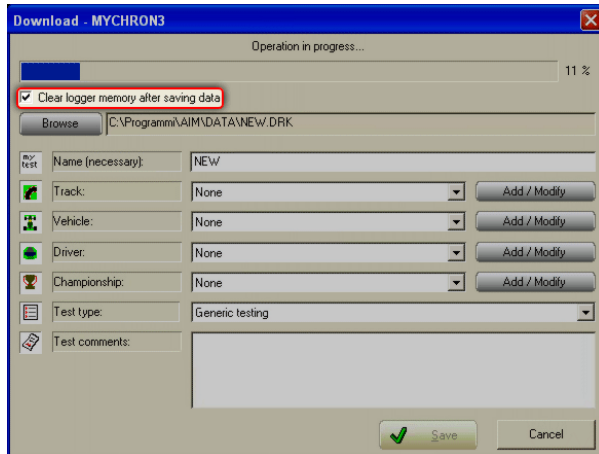 Download - MYCHRON3
Operation in progress...
11 %
Clear logger memory after saving data
Browse C:\Programmi\AIM\DATA\NEW.DRK
my test Name (necessary): NEW
Track: None Add / Modify
Vehicle: None Add / Modify
Driver: None Add / Modify
Championship: None Add / Modify
Test type: Generic testing
Test comments:
Save Cancel